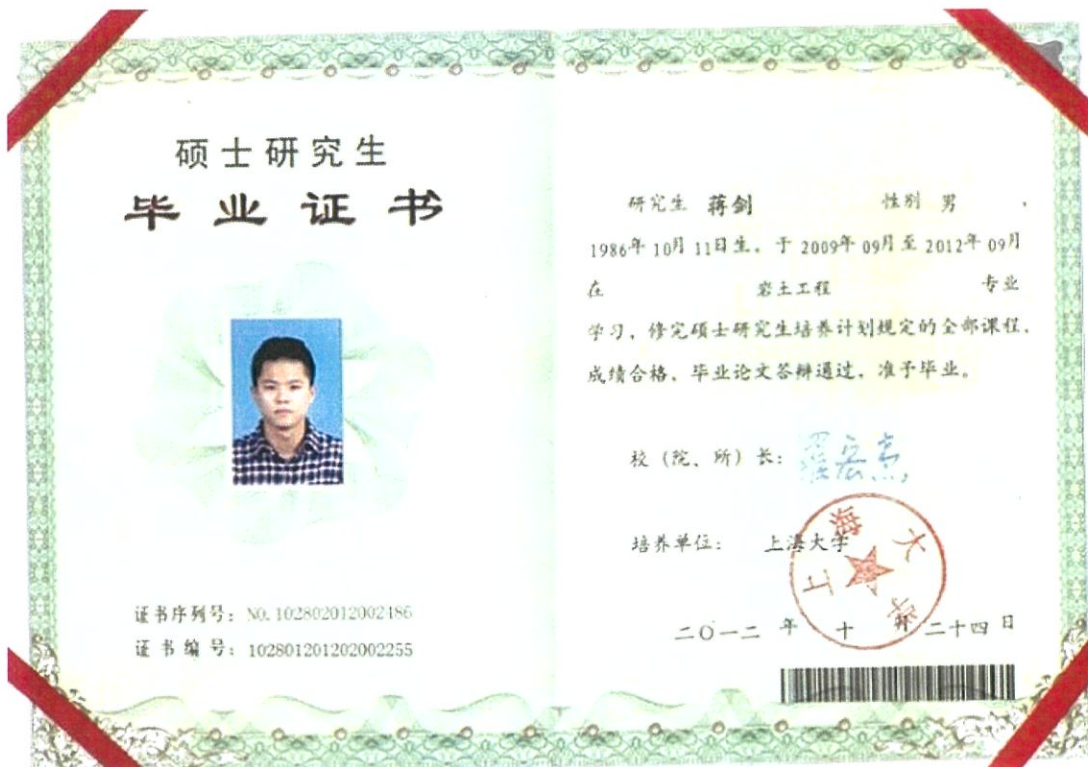 硕士研究生
毕业证书
证书序列号：NO.102802012002486
证书编号：102801201202002255
研究生 蒋剑 性别 男，
1986年10月11日生，于2009年09月至2012年09月
在 岩土工程 专业
学习，修完硕士研究生培养计划规定的全部课程，
成绩合格，毕业论文答辩通过，准予毕业。
校（院、所）长：
培养单位： 上海大学
二〇一二 年 十 月 二十四 日
上海大学